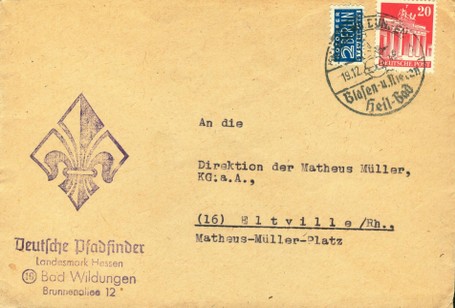 NOTOPFER
2 BERLIN
STEUERMARKE
20
DEUTSCHE POST
19.12.
Blasen-u. Nieren
Heil-Bad
An die
Direktion der Matheus Müller,
KG.a.A.,
(16) Eltville/Rh.,
Matheus-Müller-Platz
Deutsche Pfadfinder
Landesmark Hessen
(16) Bad Wildungen
Brunnenallee 12